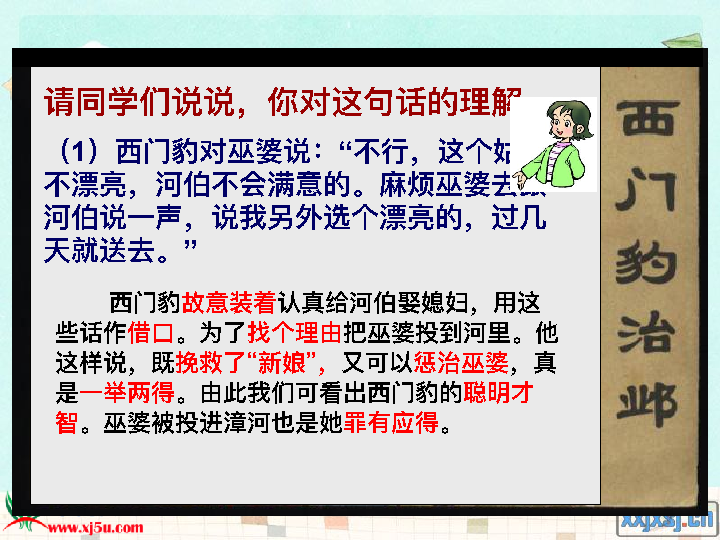 请同学们说说，你对这句话的理解
（1）西门豹对巫婆说：“不行，这个
不漂亮，河伯不会满意的。麻烦巫婆去
河伯说一声，说我另外选个漂亮的，过几
天就送去。”
西门豹故意装着认真给河伯娶媳妇，用这
些话作借口。为了找个理由把巫婆投到河里。他
这样说，既挽救了“新娘”，又可以惩治巫婆，真
是一举两得。由此我们可看出西门豹的聪明才
智。巫婆被投进漳河也是她罪有应得。
西门豹治邺
www.xj5u.com
xxjxsj.cn